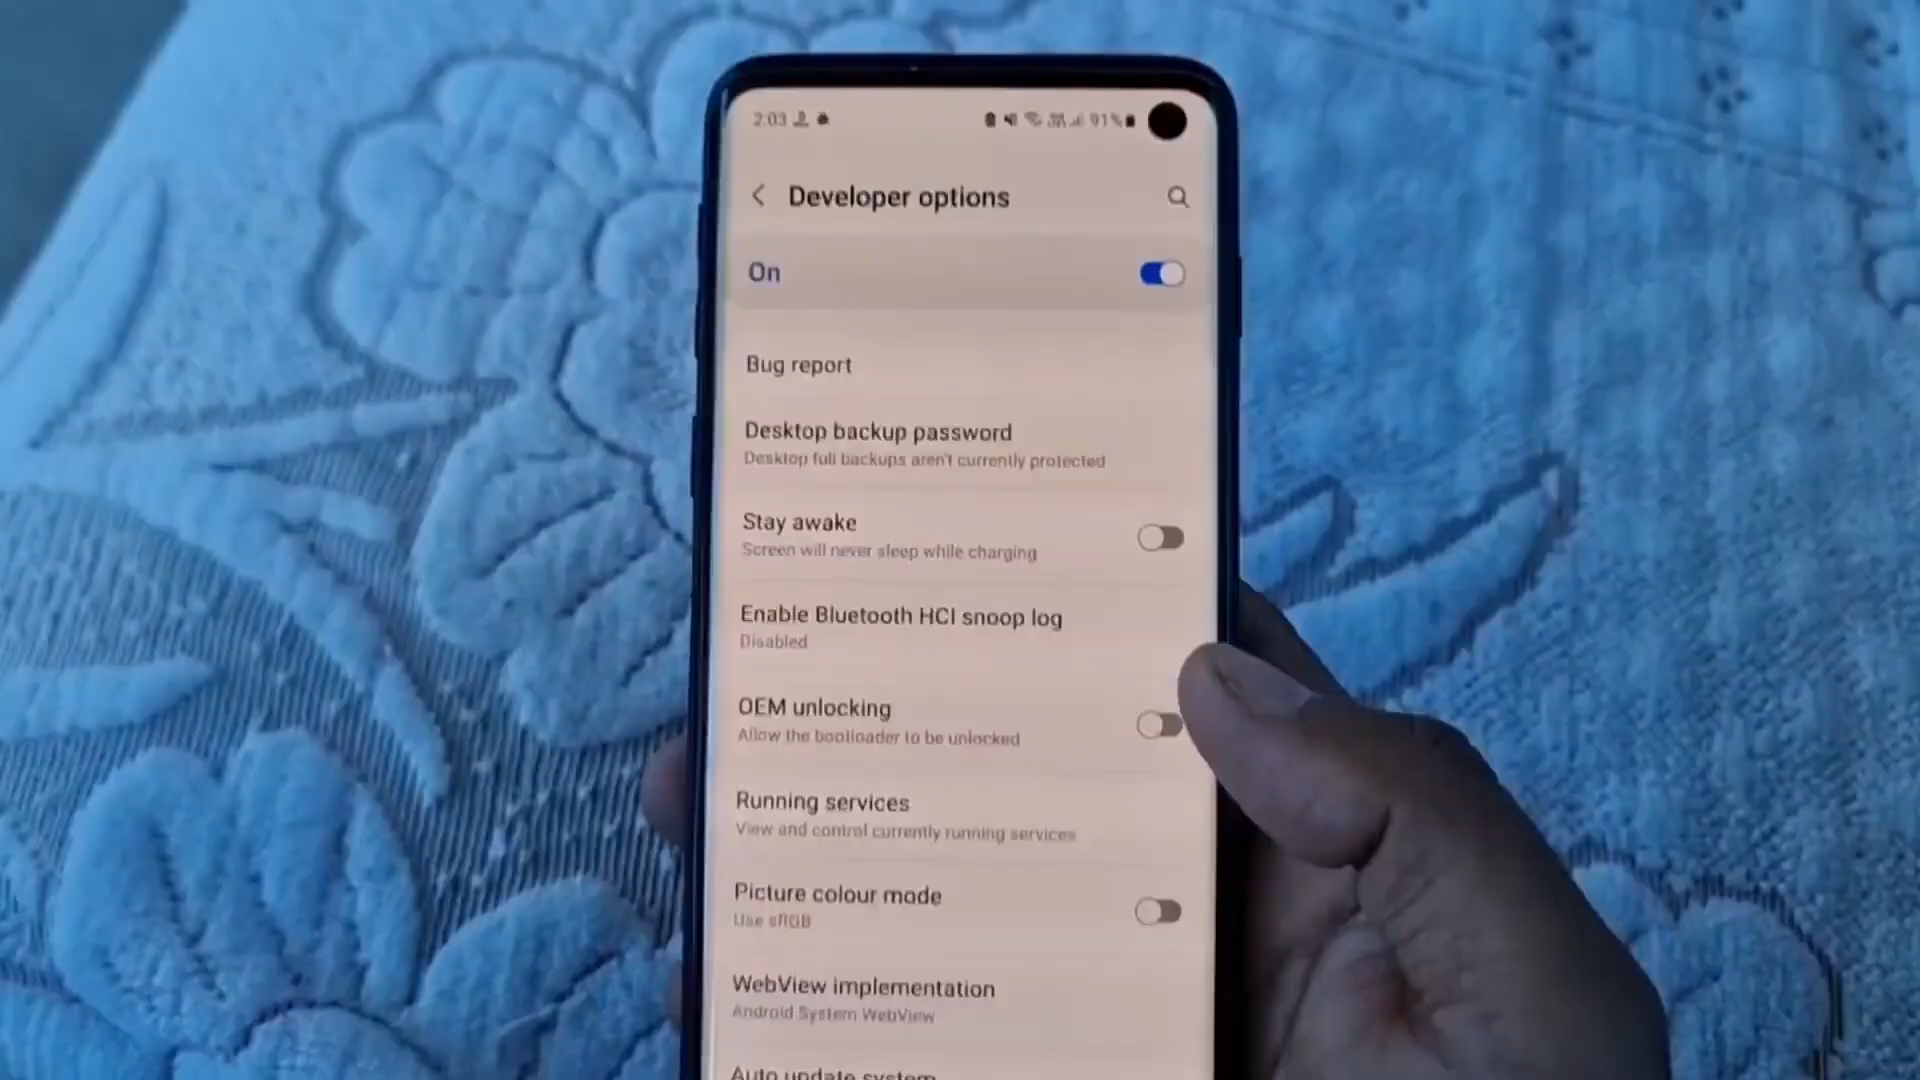 2:03 91%
Developer options
On
Bug report
Desktop backup password
Desktop full backups aren't currently protected
Stay awake
Screen will never sleep while charging
Enable Bluetooth HCI snoop log
Disabled
OEM unlocking
Allow the bootloader to be unlocked
Running services
View and control currently running services
Picture colour mode
Use sRGB
WebView implementation
Android System WebView
Auto update system